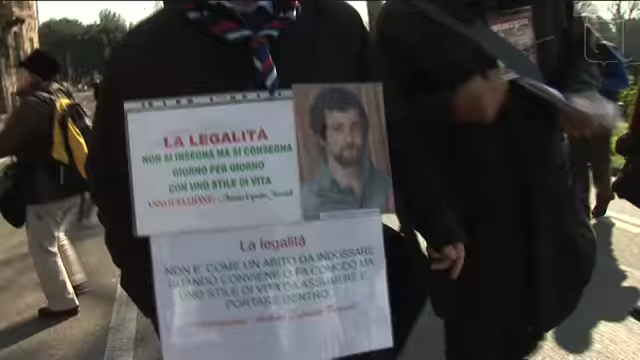 LA LEGALITÀ
NON SI INSEGNA MA SI CONSEGNA
GIORNO PER GIORNO
CON UNO STILE DI VITA
ASSOCIAZIONE:
La legalità
NON E' COME UN ABITO DA INDOSSARE
QUANDO CONVIENE O FA COMODO MA
UNO STILE DI VITA DA ASSUMERE E
PORTARE DENTRO